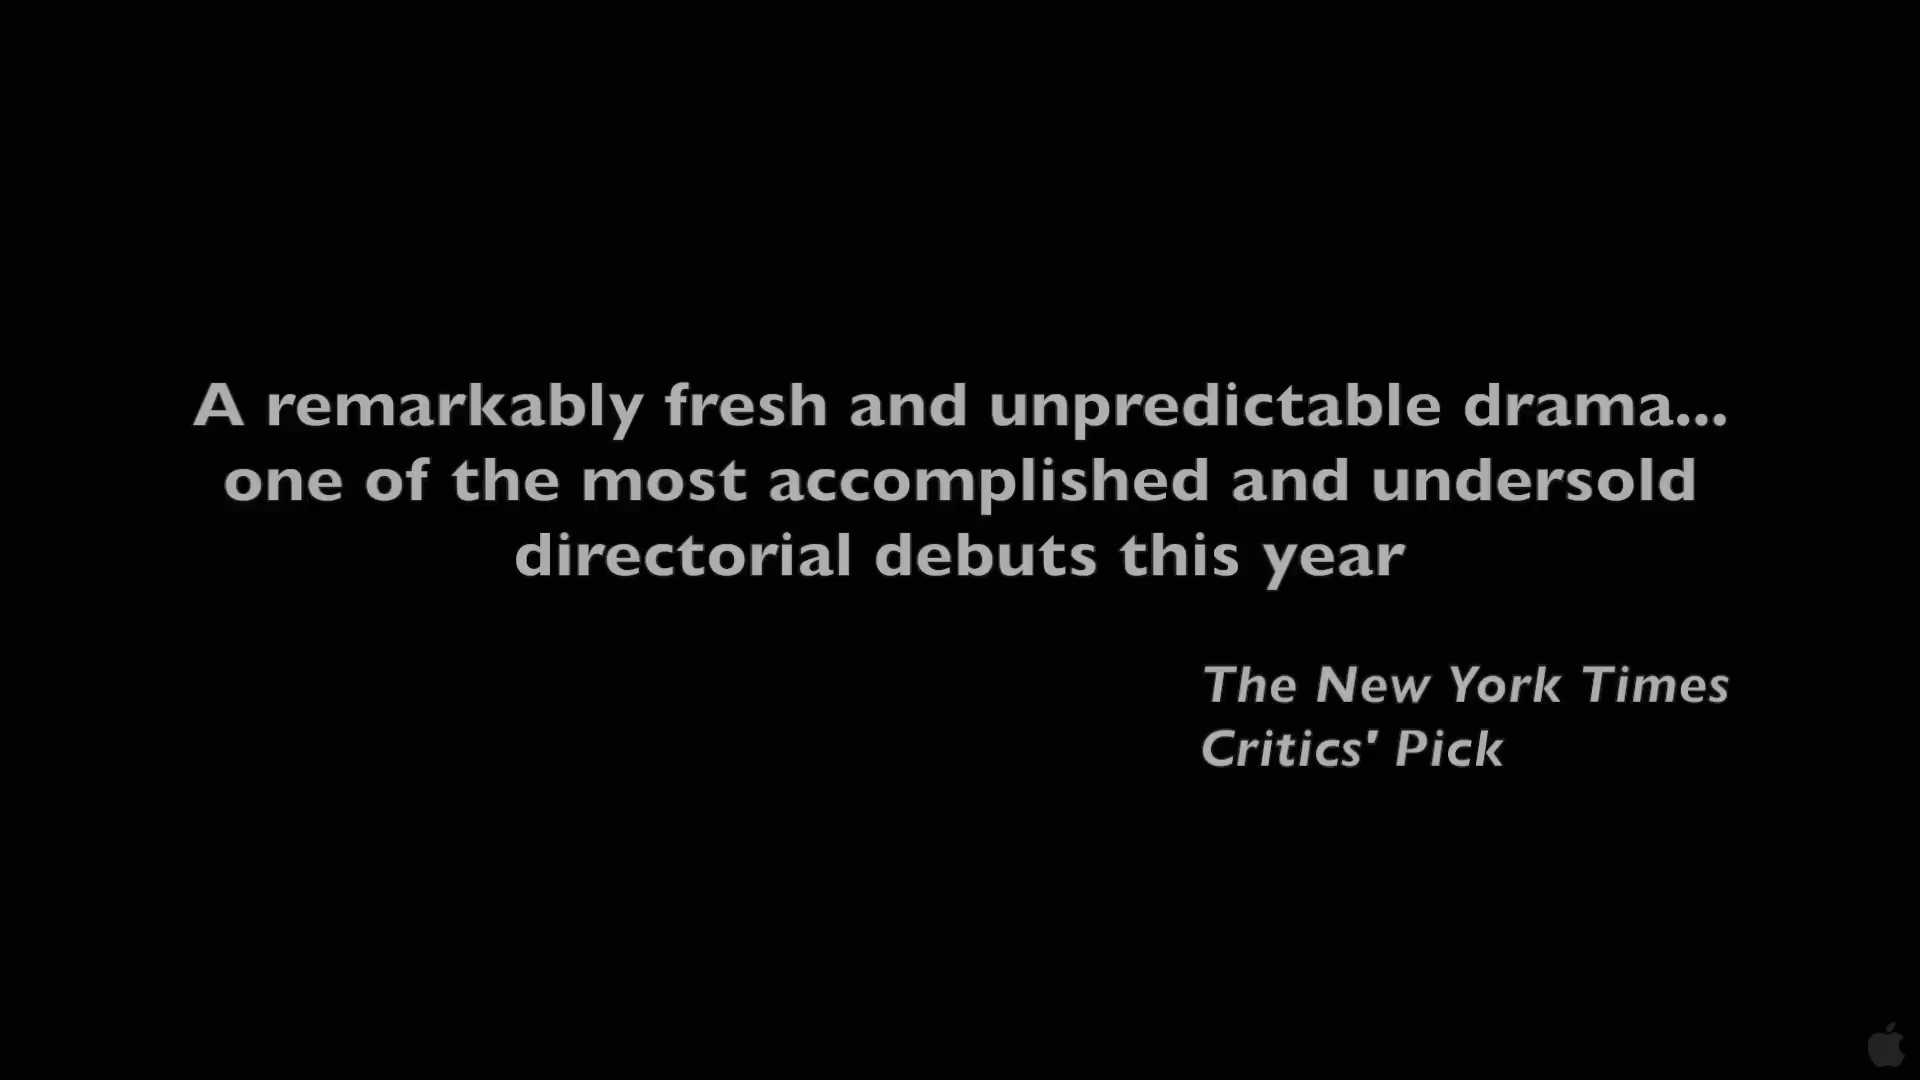 A remarkably fresh and unpredictable drama...
one of the most accomplished and undersold
directorial debuts this year
The New York Times
Critics' Pick